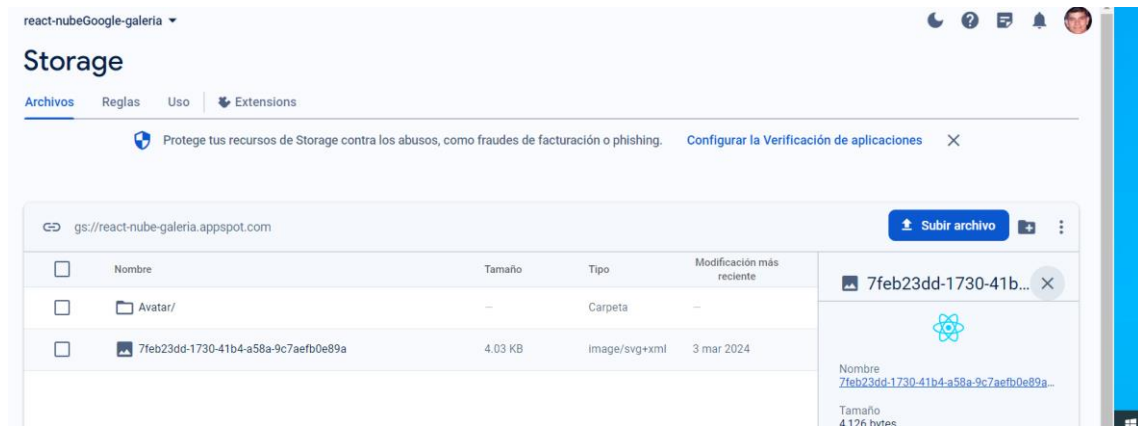 react-nubeGoogle-galeria
Storage
Archivos Reglas Uso Extensions
Protege tus recursos de Storage contra los abusos, como fraudes de facturación o phishing. Configurar la Verificación de aplicaciones
gs://react-nube-galeria.appspot.com Subir archivo
Nombre Tamaño Tipo Modificación más
reciente
7feb23dd-1730-41b...
Avatar/ – Carpeta –
7feb23dd-1730-41b4-a58a-9c7aefb0e89a 4.03 KB image/svg+xml 3 mar 2024
Nombre
7feb23dd-1730-41b4-a58a-9c7aefb0e89a...
Tamaño
4,126 bytes